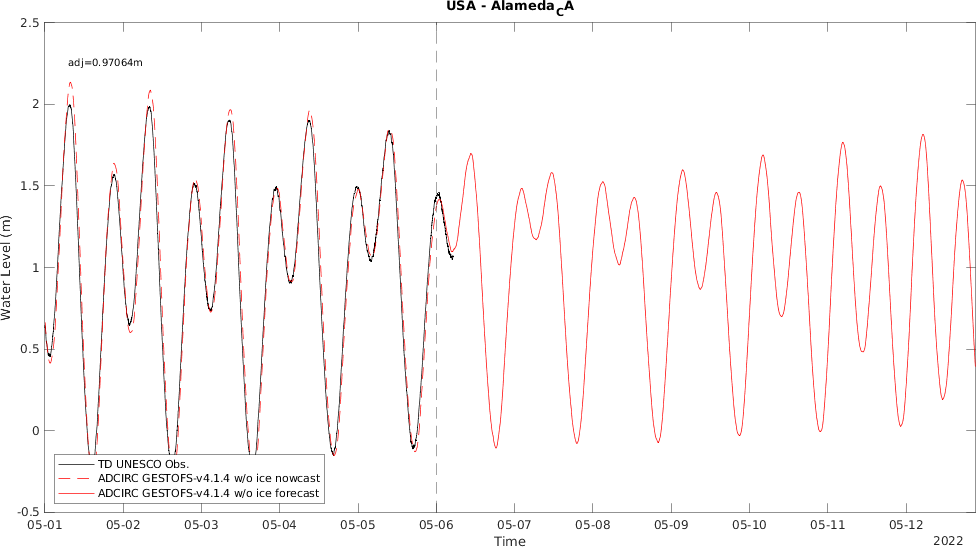 USA - Alameda_CA
adj=0.97064m
2.5
2
1.5
1
0.5
0
-0.5
Water Level (m)
TD UNESCO Obs.
ADCIRC GESTOFS-v4.1.4 w/o ice nowcast
ADCIRC GESTOFS-v4.1.4 w/o ice forecast
05-01 05-02 05-03 05-04 05-05 05-06 05-07 05-08 05-09 05-10 05-11 05-12
Time
2022